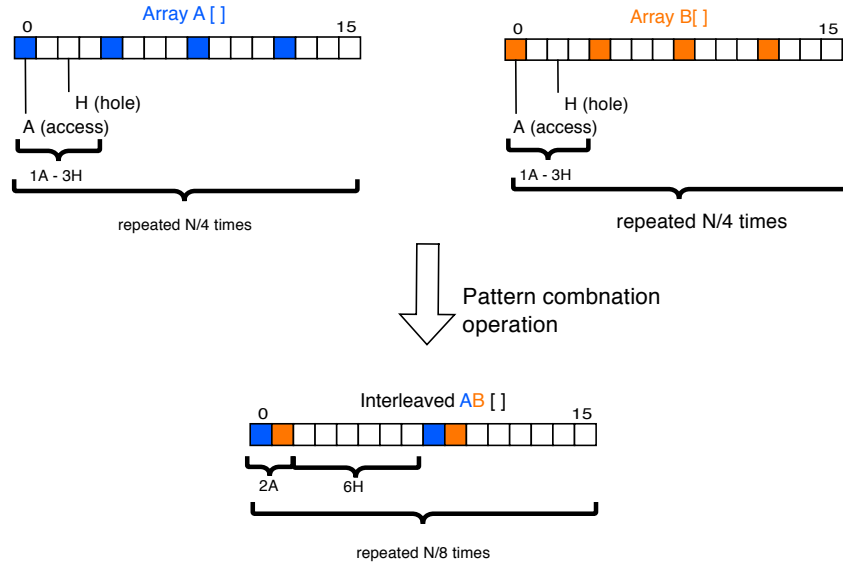 Array A [ ]
0
15
H (hole)
A (access)
1A - 3H
repeated N/4 times
Array B[ ]
0
15
H (hole)
A (access)
1A - 3H
repeated N/4 times
Pattern combnation
operation
Interleaved AB [ ]
0
15
2A
6H
repeated N/8 times